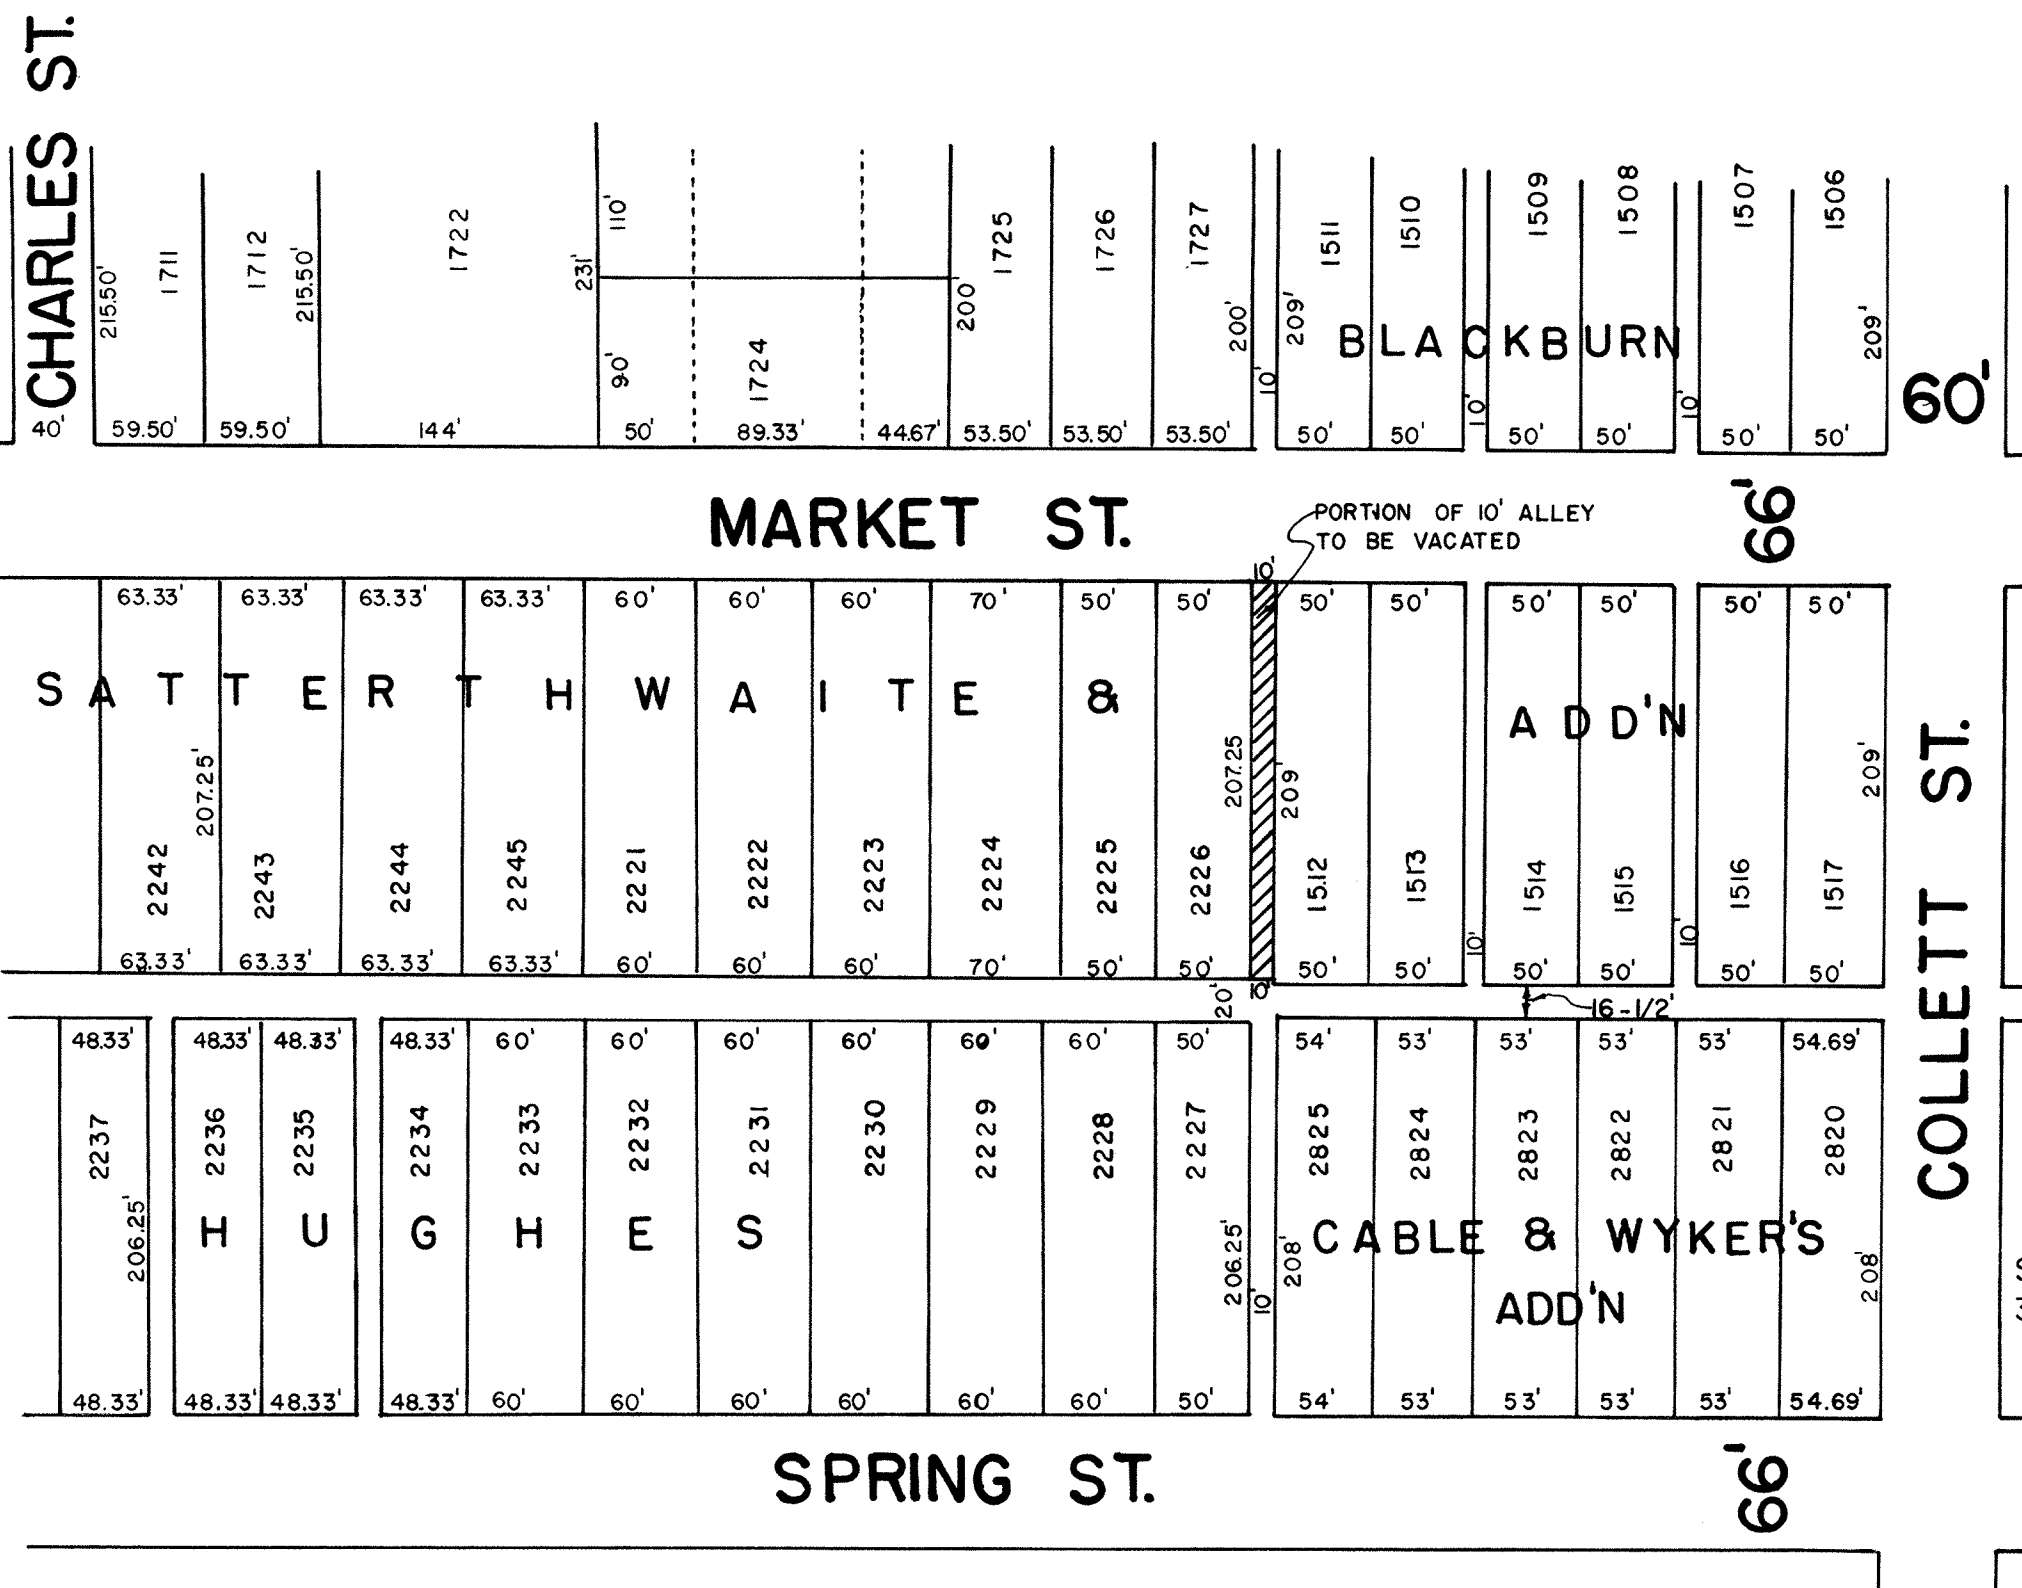 CHARLES ST.
40'
215.50'
1711
1712
215.50'
1722
231'
110'
90'
1724
200'
1725
1726
1727
200'
10'
209'
1511
1510
10'
1509
1508
10'
1507
1506
209'
BLACKBURN
60'
59.50' 59.50' 144' 50' 89.33' 44.67' 53.50' 53.50' 53.50' 50' 50' 50' 50' 50' 50'
MARKET ST.
66'
PORTION OF 10' ALLEY
TO BE VACATED
10'
63.33' 63.33' 63.33' 63.33' 60' 60' 60' 70' 50' 50' 50' 50' 50' 50' 50' 50'
SATTERTHWAITE &
ADD'N
207.25'
207.25
209
209'
2242 2243 2244 2245 2221 2222 2223 2224 2225 2226 1512 1513 1514 1515 1516 1517
10'
10'
63.33' 63.33' 63.33' 63.33' 60' 60' 60' 70' 50' 50' 50' 50' 50' 50' 50' 50'
20'
10'
16-1/2'
COLLETT ST.
48.33' 48.33' 48.33' 48.33' 60' 60' 60' 60' 60' 60' 50' 54' 53' 53' 53' 53' 54.69'
2237 2236 2235 2234 2233 2232 2231 2230 2229 2228 2227 2825 2824 2823 2822 2821 2820
206.25'
HUGHES
206.25'
10'
208'
CABLE & WYKER'S
ADD'N
208'
48.33' 48.33' 48.33' 48.33' 60' 60' 60' 60' 60' 60' 50' 54' 53' 53' 53' 53' 54.69'
SPRING ST.
66'